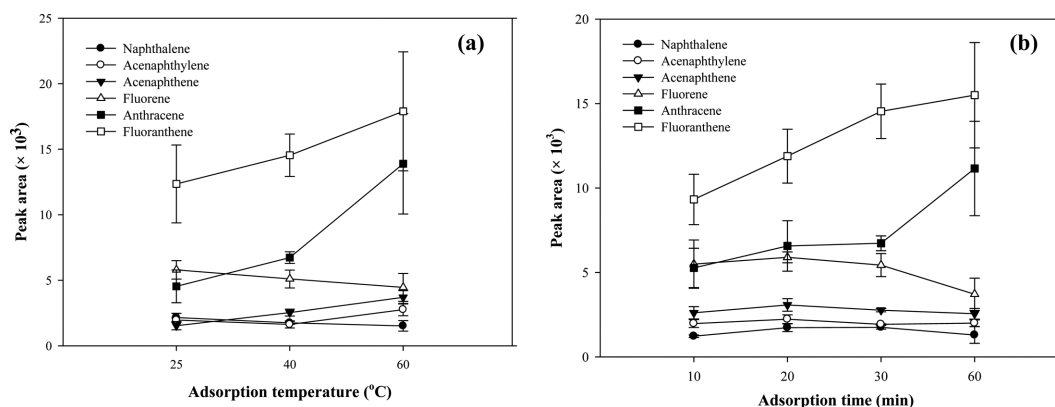 (a)
25
20
15
10
5
0
Peak area (× 10³)
Naphthalene
Acenaphthylene
Acenaphthene
Fluorene
Anthracene
Fluoranthene
25 40 60
Adsorption temperature (°C)
(b)
20
15
10
5
0
Peak area (× 10³)
Naphthalene
Acenaphthylene
Acenaphthene
Fluorene
Anthracene
Fluoranthene
10 20 30 60
Adsorption time (min)